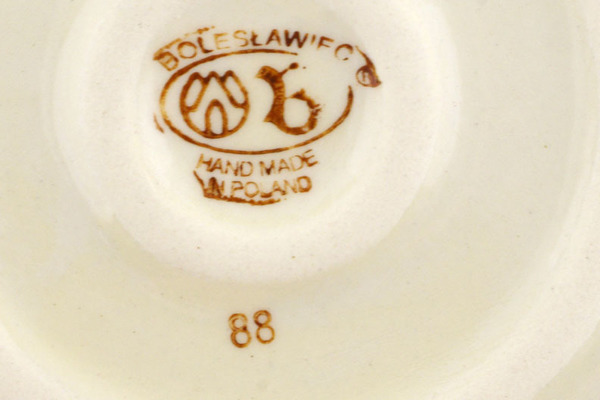 BOLESŁAWIEC ®
b
HAND MADE
IN POLAND
88